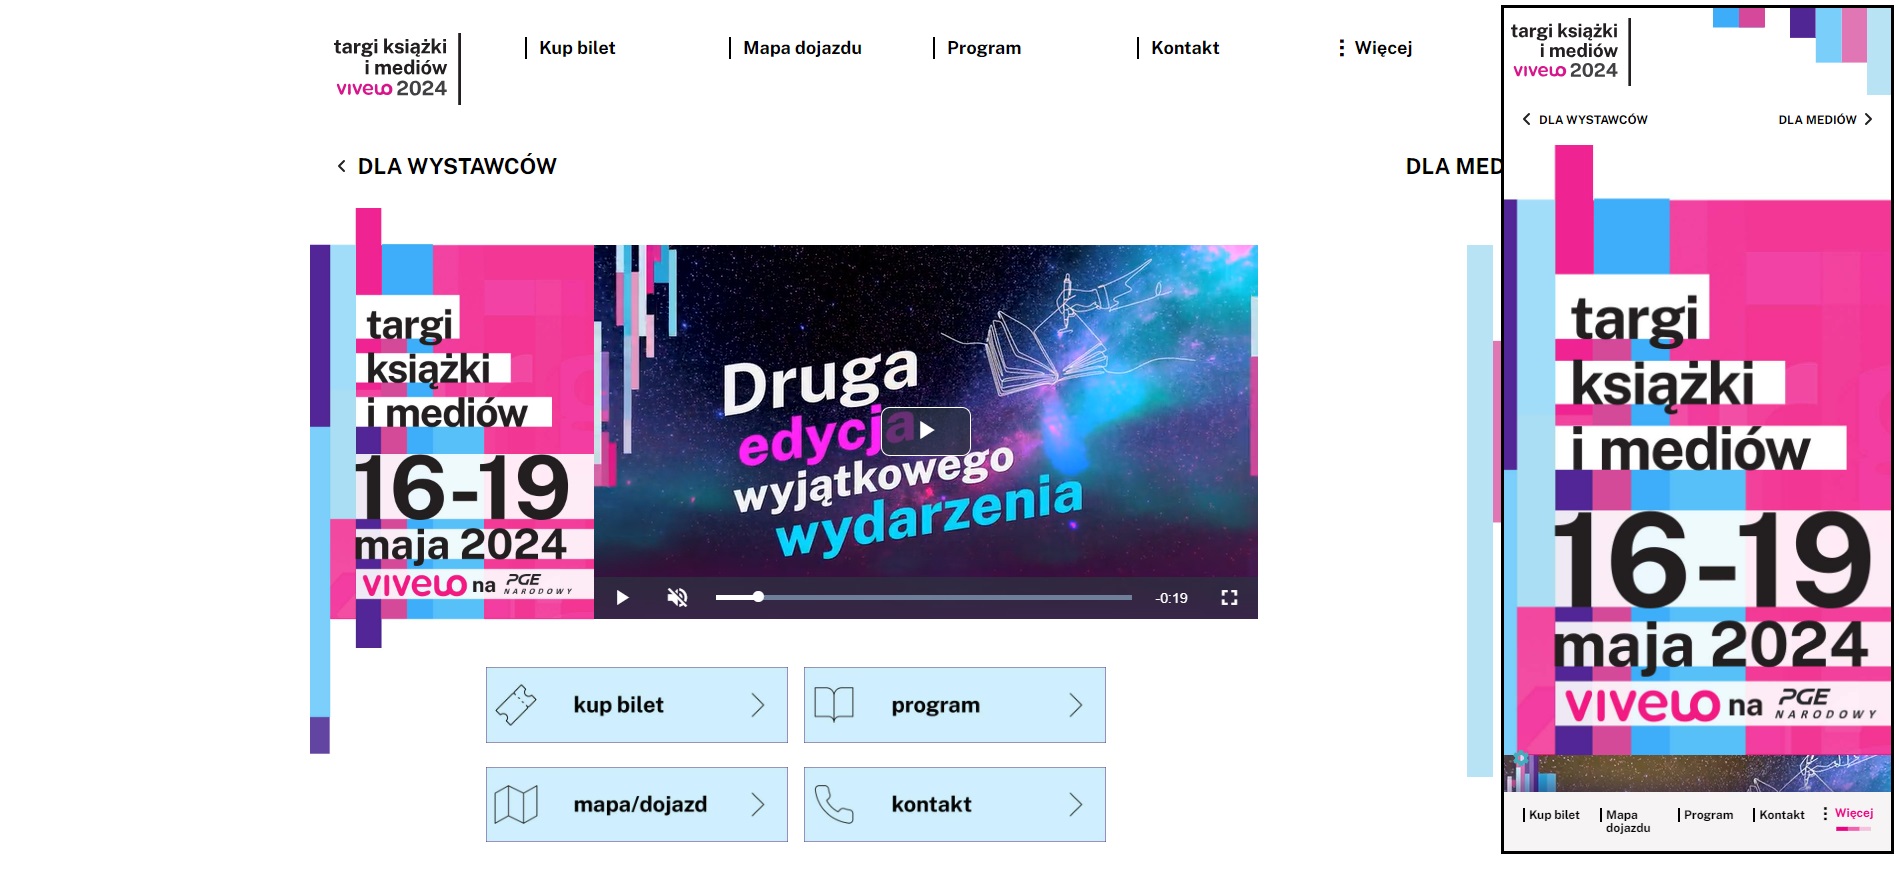 targi książki
i mediów
vivelo 2024
Kup bilet
Mapa dojazdu
Program
Kontakt
Więcej
DLA WYSTAWCÓW
DLA MED
targi
książki
i mediów
16-19
maja 2024
vivelo na PGE
NARODOWY
Druga
edycja
wyjątkowego
wydarzenia
-0:19
kup bilet
program
mapa/dojazd
kontakt
targi książki
i mediów
vivelo 2024
DLA WYSTAWCÓW
DLA MEDIÓW
targi
książki
i mediów
16-19
maja 2024
vivelo na PGE
NARODOWY
Kup bilet
Mapa
dojazdu
Program
Kontakt
Więcej